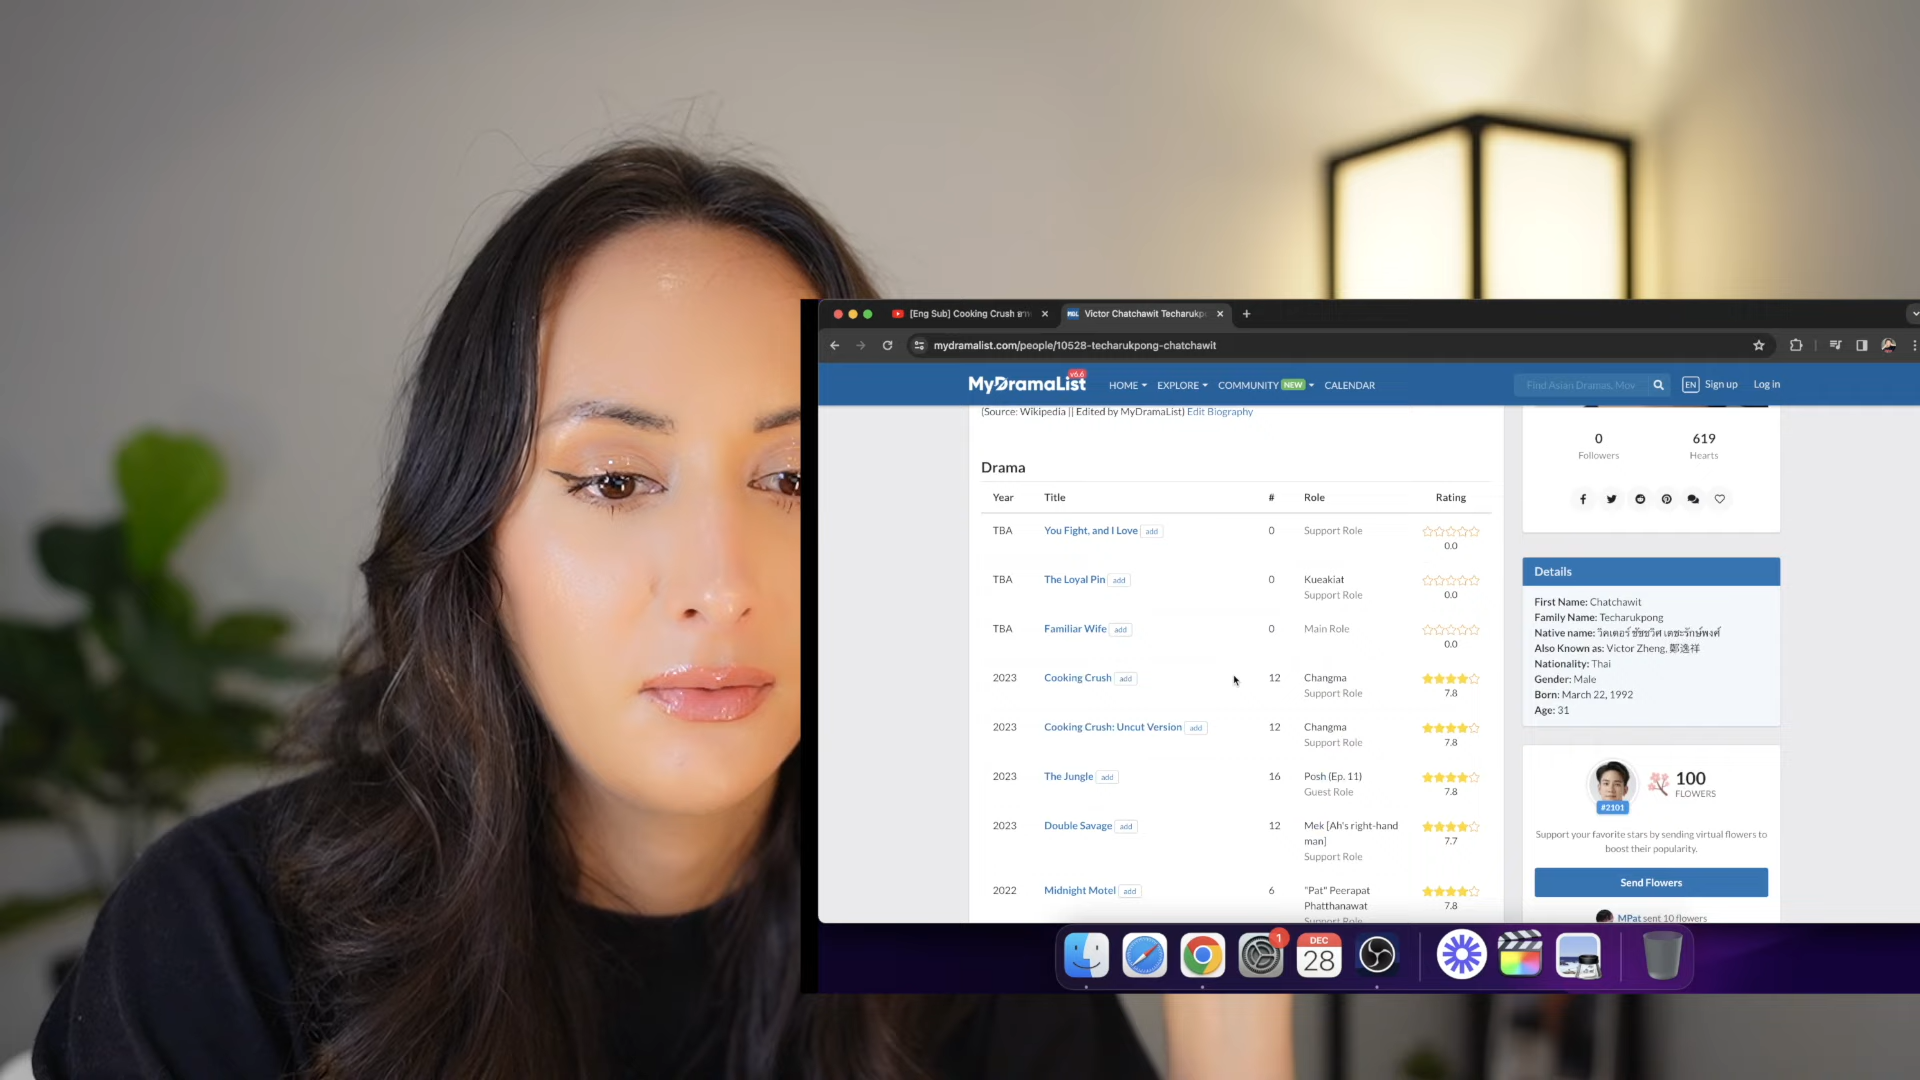 [Eng Sub] Cooking Crush
Victor Chatchawit Techarukp
mydramalist.com/people/10528-techarukpong-chatchawit
MyDramaList v6.6
HOME EXPLORE COMMUNITY NEW CALENDAR
Find Asian Dramas, Mov
EN Sign up Log in
(Source: Wikipedia || Edited by MyDramaList) Edit Biography
Drama
Year Title # Role Rating
TBA You Fight, and I Love add 0 Support Role
0.0
TBA The Loyal Pin add 0 Kueakiat
Support Role 0.0
TBA Familiar Wife add 0 Main Role
0.0
2023 Cooking Crush add 12 Changma
Support Role 7.8
2023 Cooking Crush: Uncut Version add 12 Changma
Support Role 7.8
2023 The Jungle add 16 Posh (Ep. 11)
Guest Role 7.8
2023 Double Savage add 12 Mek [Ah's right-hand
man] 7.7
Support Role
2022 Midnight Motel add 6 "Pat" Peerapat
Phatthanawat 7.8
Support Role
0 619
Followers Hearts
Details
First Name: Chatchawit
Family Name: Techarukpong
Native name: วิคเตอร์ ชัชชวิศ เตชะรักษ์พงศ์
Also Known as: Victor Zheng, 鄭逸祥
Nationality: Thai
Gender: Male
Born: March 22, 1992
Age: 31
#2101
100
FLOWERS
Support your favorite stars by sending virtual flowers to
boost their popularity.
Send Flowers
MPat sent 10 flowers
1
DEC
28